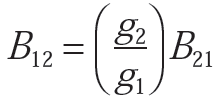 B₁₂ = (g₂/g₁) B₂₁